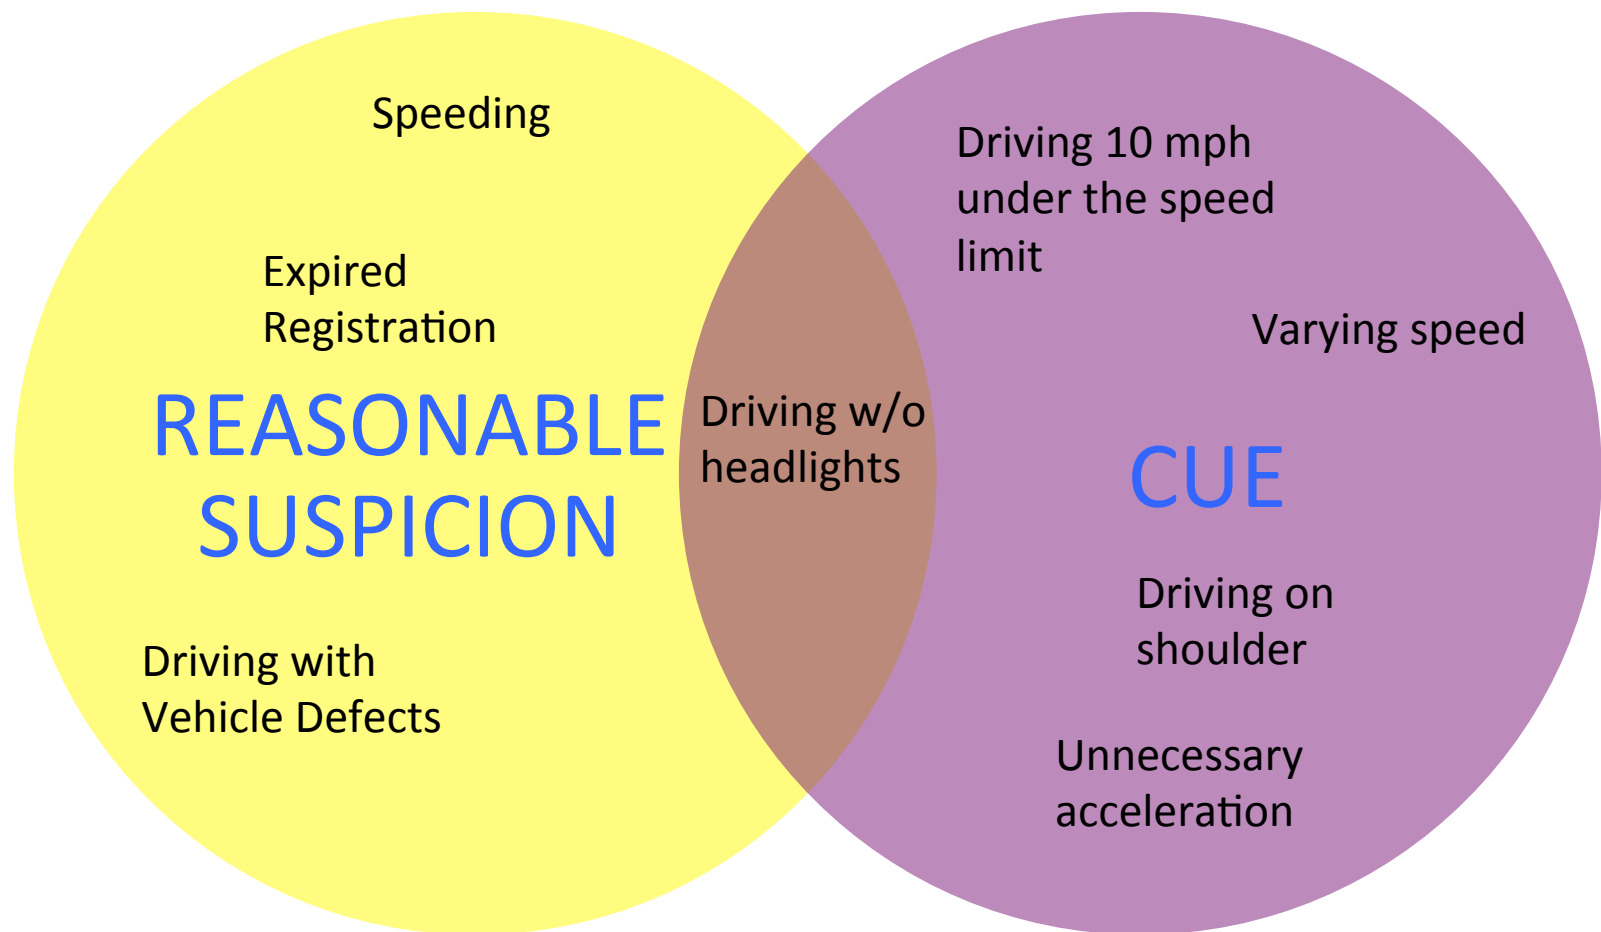 Speeding
Expired
Registration
REASONABLE
SUSPICION
Driving with
Vehicle Defects
Driving w/o
headlights
Driving 10 mph
under the speed
limit
Varying speed
CUE
Driving on
shoulder
Unnecessary
acceleration